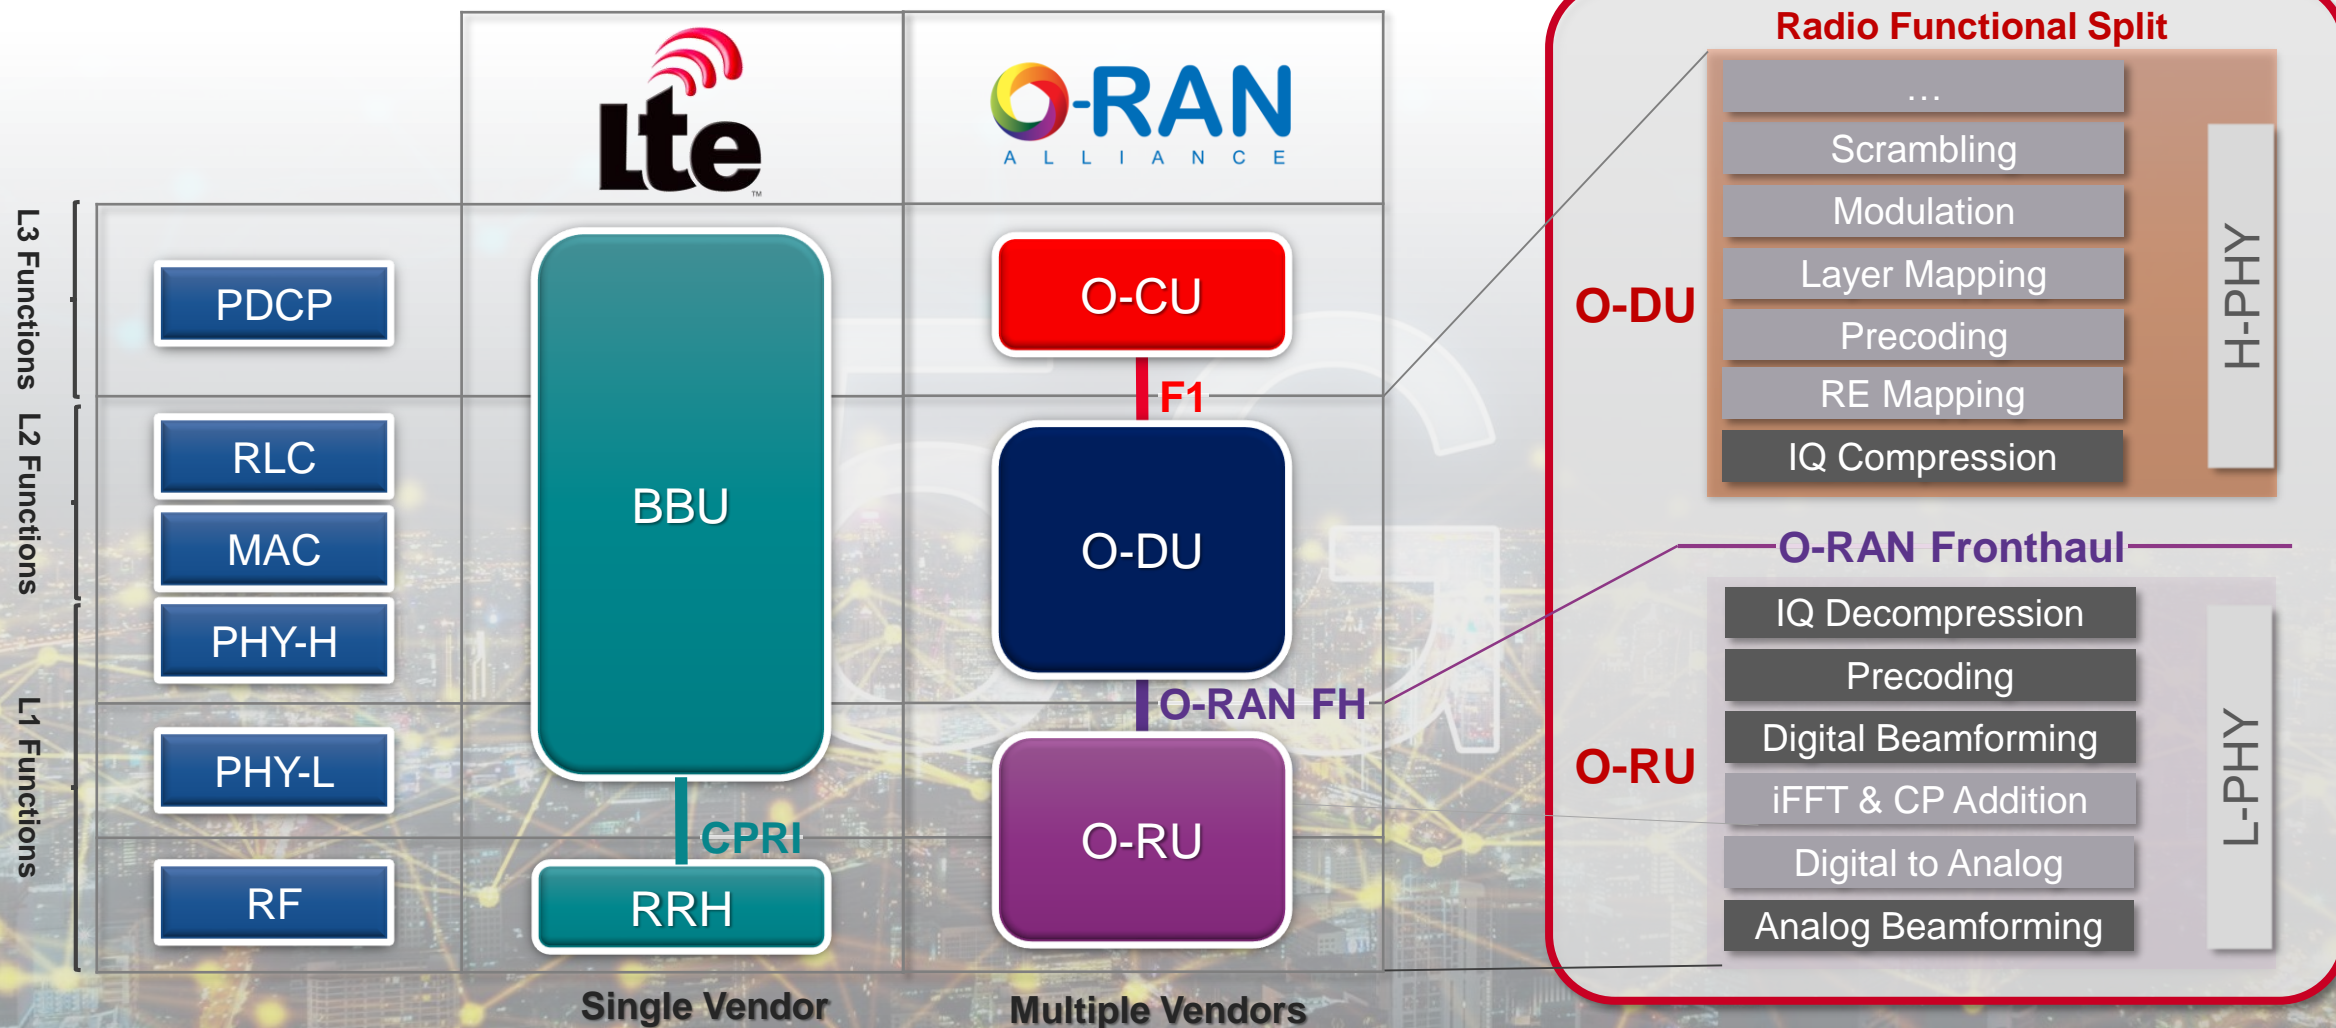 Lte
TM
O-RAN
ALLIANCE
L3 Functions
L2 Functions
L1 Functions
PDCP
RLC
MAC
PHY-H
PHY-L
RF
BBU
CPRI
RRH
Single Vendor
O-CU
F1
O-DU
O-RAN FH
O-RU
Multiple Vendors
Radio Functional Split
O-DU
...
Scrambling
Modulation
Layer Mapping
Precoding
RE Mapping
IQ Compression
H-PHY
O-RAN Fronthaul
O-RU
IQ Decompression
Precoding
Digital Beamforming
iFFT & CP Addition
Digital to Analog
Analog Beamforming
L-PHY
5G